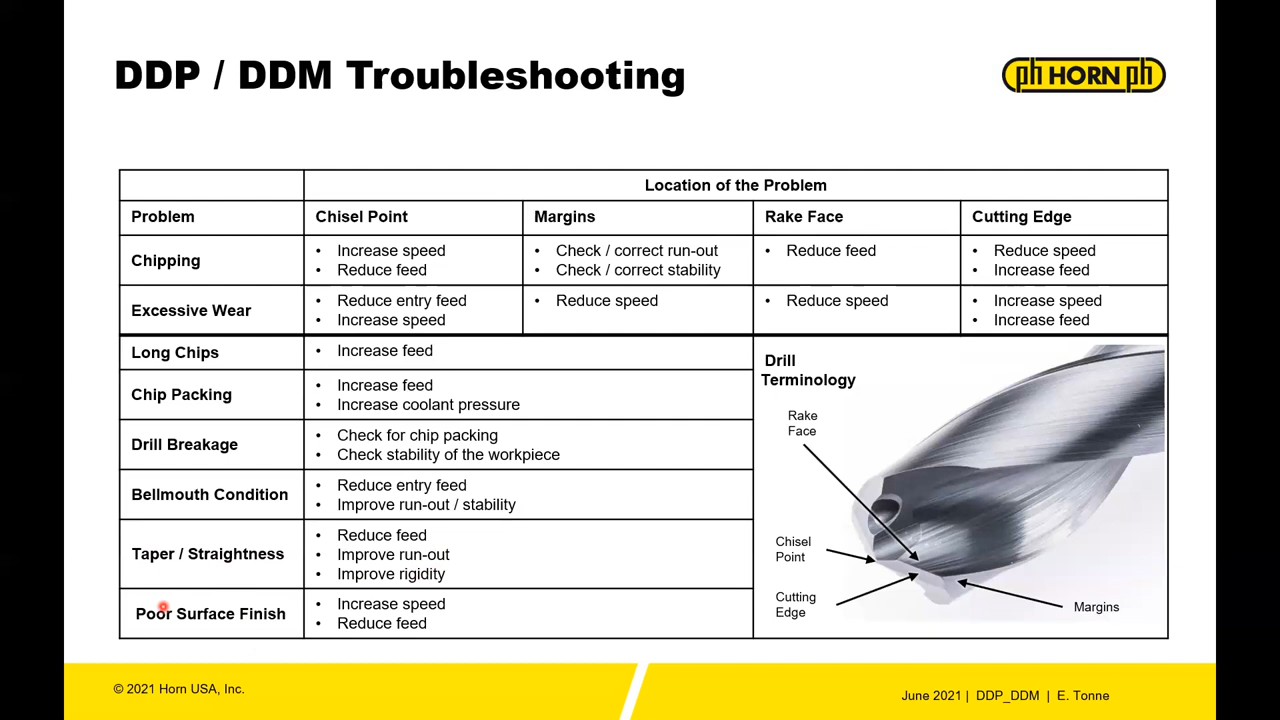 DDP / DDM Troubleshooting
ph HORN ph
Location of the Problem
Problem
Chisel Point
Margins
Rake Face
Cutting Edge
Chipping
• Increase speed
• Reduce feed
• Check / correct run-out
• Check / correct stability
• Reduce feed
• Reduce speed
• Increase feed
Excessive Wear
• Reduce entry feed
• Increase speed
• Reduce speed
• Reduce speed
• Increase speed
• Increase feed
Long Chips
• Increase feed
Chip Packing
• Increase feed
• Increase coolant pressure
Drill Breakage
• Check for chip packing
• Check stability of the workpiece
Bellmouth Condition
• Reduce entry feed
• Improve run-out / stability
Taper / Straightness
• Reduce feed
• Improve run-out
• Improve rigidity
Poor Surface Finish
• Increase speed
• Reduce feed
Drill
Terminology
Rake
Face
Chisel
Point
Cutting
Edge
Margins
© 2021 Horn USA, Inc.
June 2021 | DDP_DDM | E. Tonne